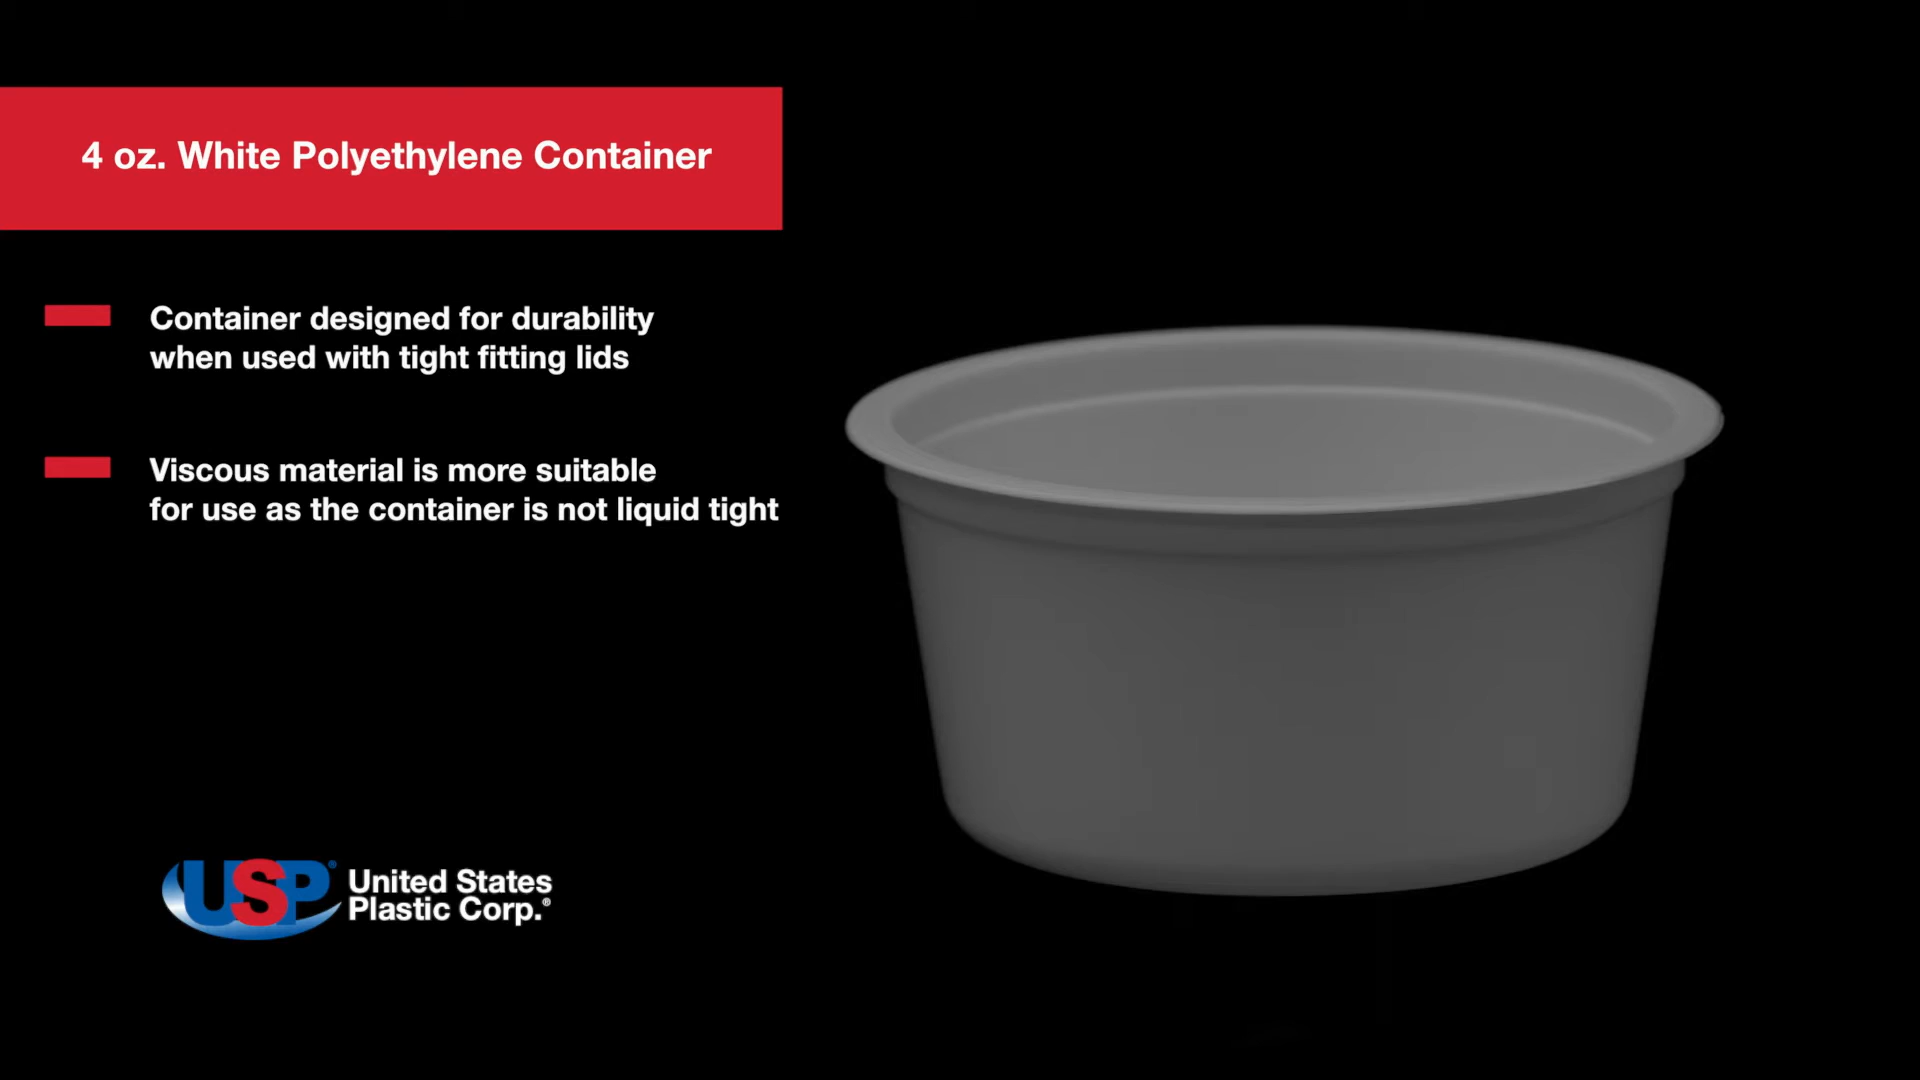 4 oz. White Polyethylene Container
Container designed for durability
when used with tight fitting lids
Viscous material is more suitable
for use as the container is not liquid tight
USP®
United States
Plastic Corp.®